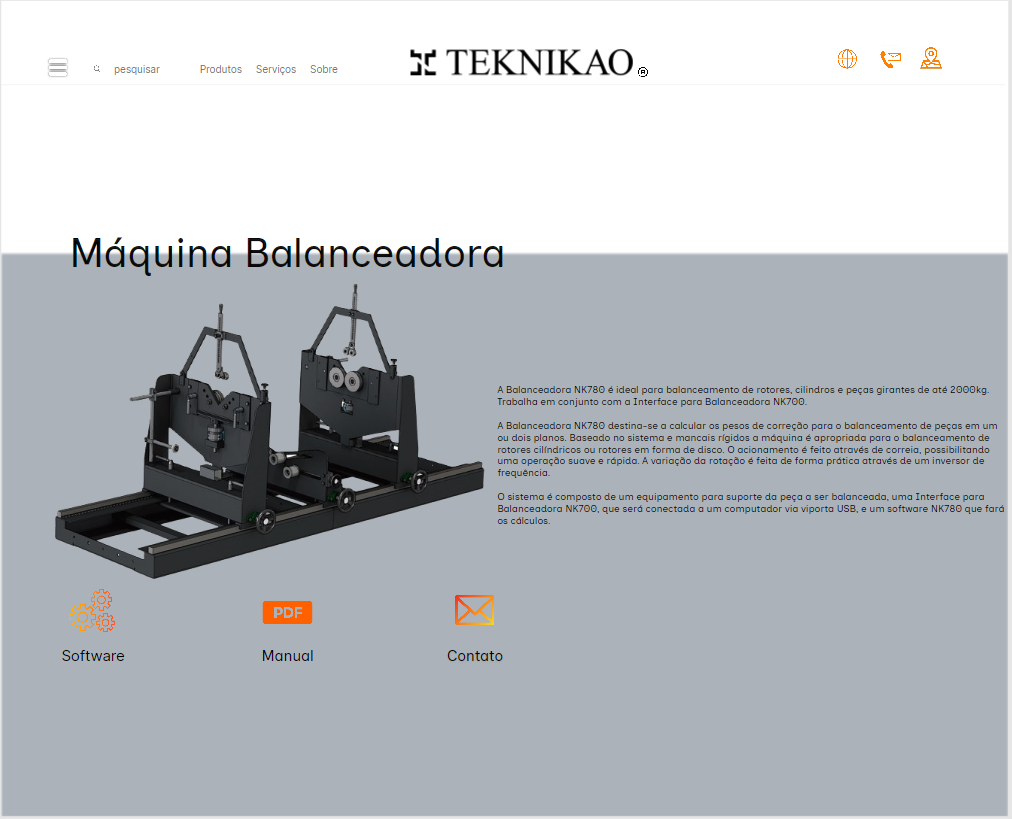 pesquisar
Produtos Serviços Sobre
TEKNIKAO®
Máquina Balanceadora
A Balanceadora NK780 é ideal para balanceamento de rotores, cilindros e peças girantes de até 2000kg.
Trabalha em conjunto com a Interface para Balanceadora NK700.
A Balanceadora NK780 destina-se a calcular os pesos de correção para o balanceamento de peças em um
ou dois planos. Baseado no sistema e mancais rígidos a máquina é apropriada para o balanceamento de
rotores cilíndricos ou rotores em forma de disco. O acionamento é feito através de correia, possibilitando
uma operação suave e rápida. A variação da rotação é feita de forma prática através de um inversor de
frequência.
O sistema é composto de um equipamento para suporte da peça a ser balanceada, uma Interface para
Balanceadora NK700, que será conectada a um computador via viporta USB, e um software NK780 que fará
os cálculos.
PDF
Software
Manual
Contato